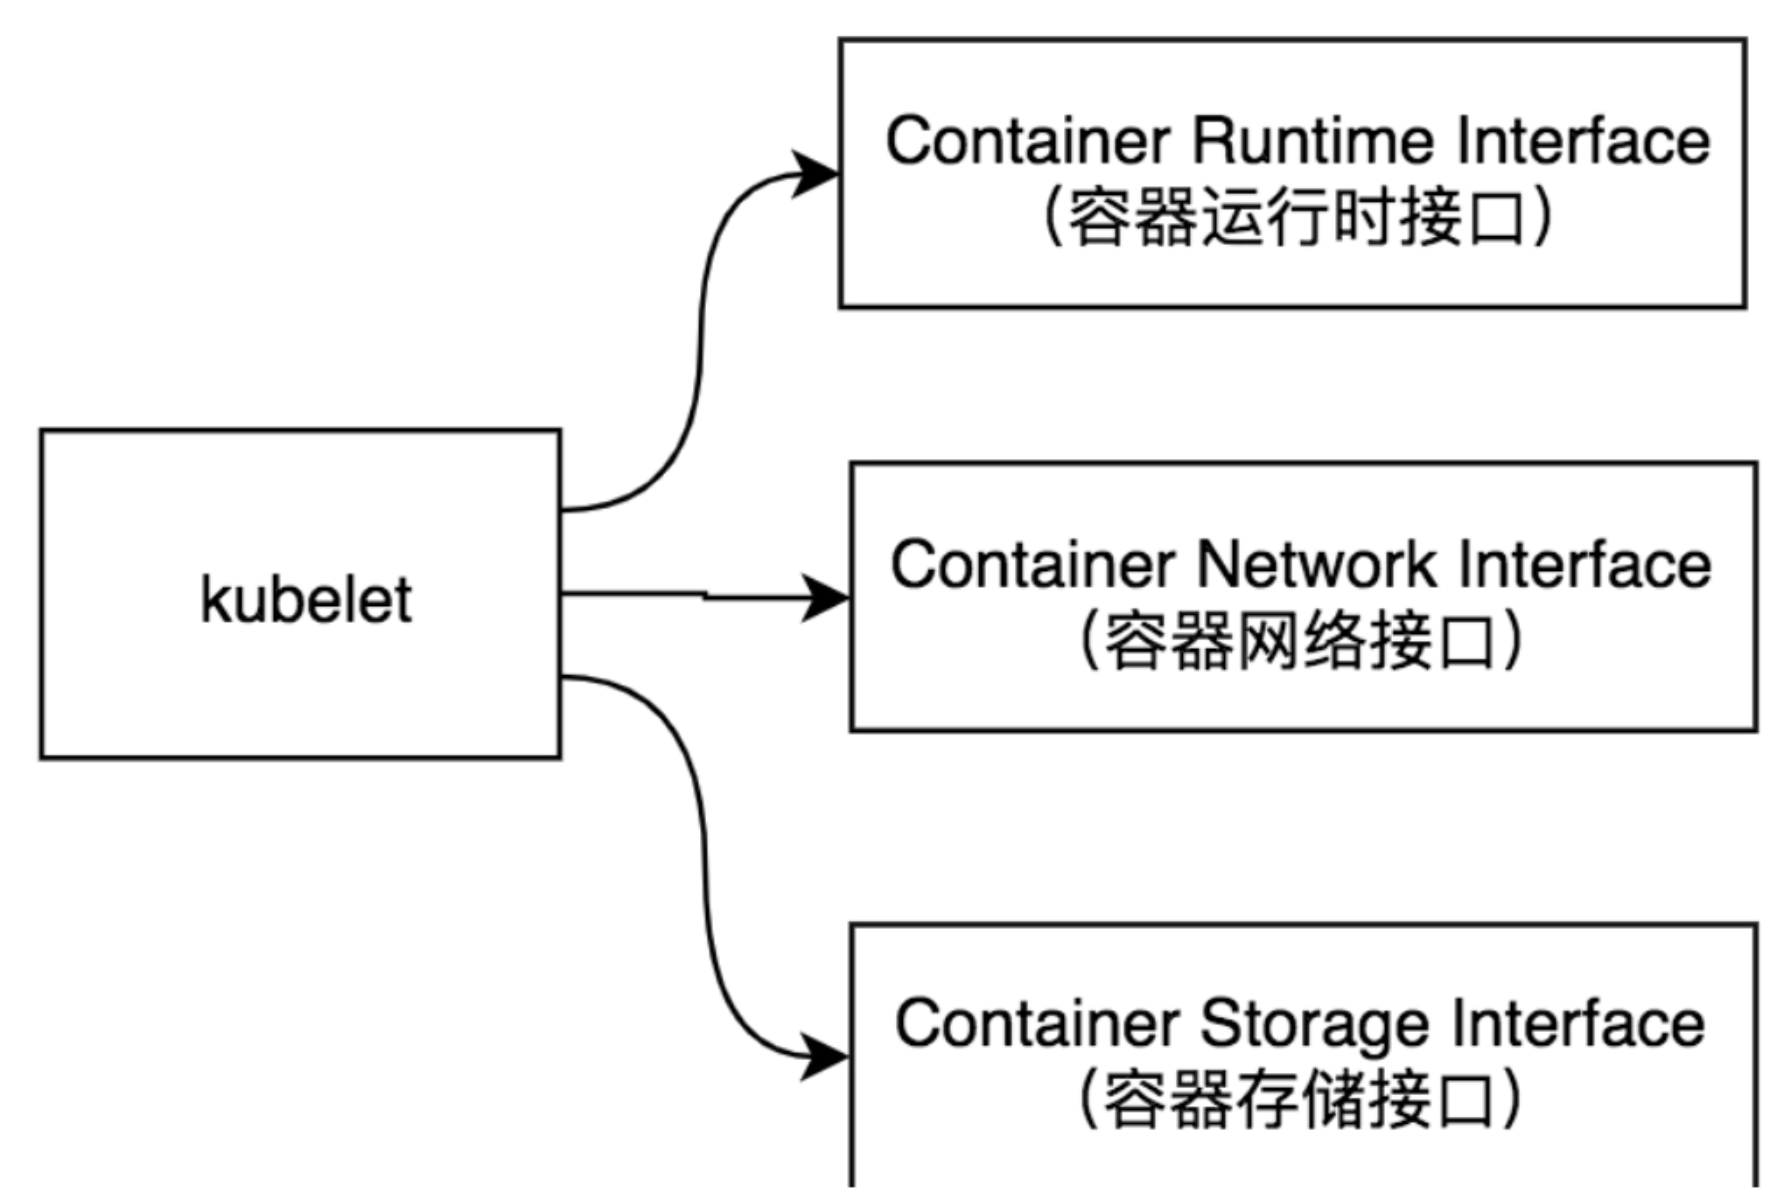 Container Runtime Interface
(容器运行时接口)
kubelet
Container Network Interface
(容器网络接口)
Container Storage Interface
(容器存储接口)